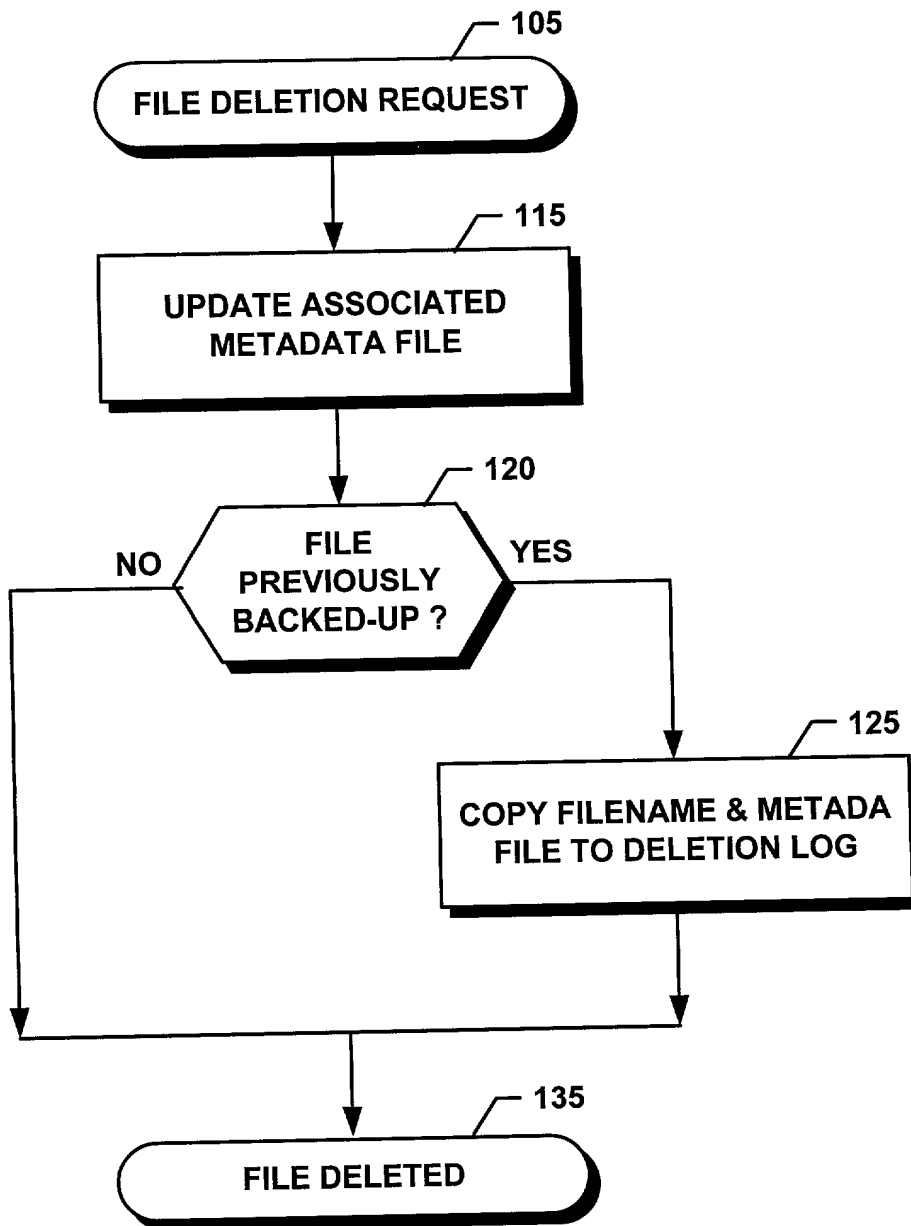 105
FILE DELETION REQUEST
115
UPDATE ASSOCIATED
METADATA FILE
120
FILE
PREVIOUSLY
BACKED-UP ?
NO
YES
125
COPY FILENAME & METADA
FILE TO DELETION LOG
135
FILE DELETED